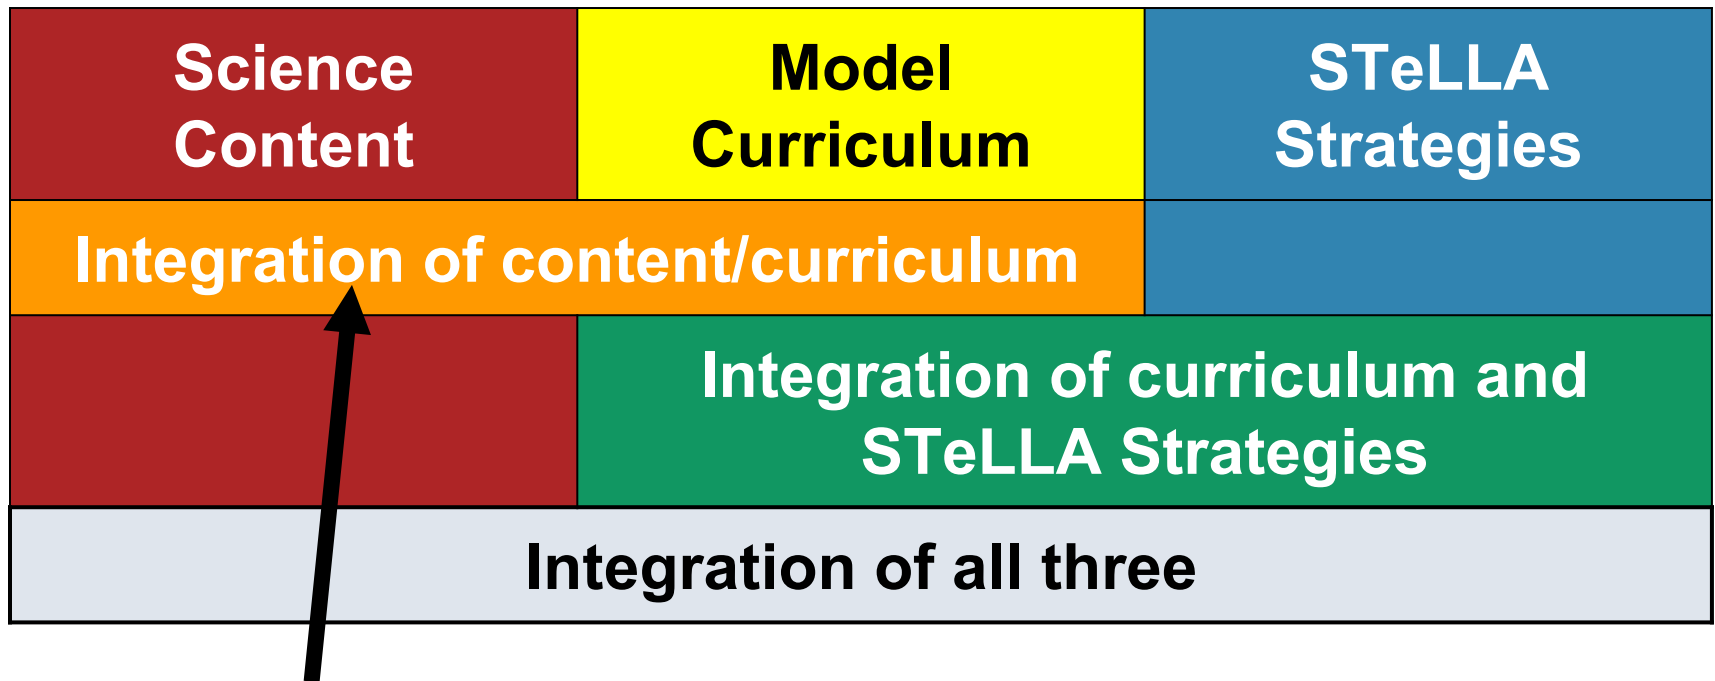 Science
Content
Model
Curriculum
STeLLA
Strategies
Integration of content/curriculum
Integration of curriculum and
STeLLA Strategies
Integration of all three